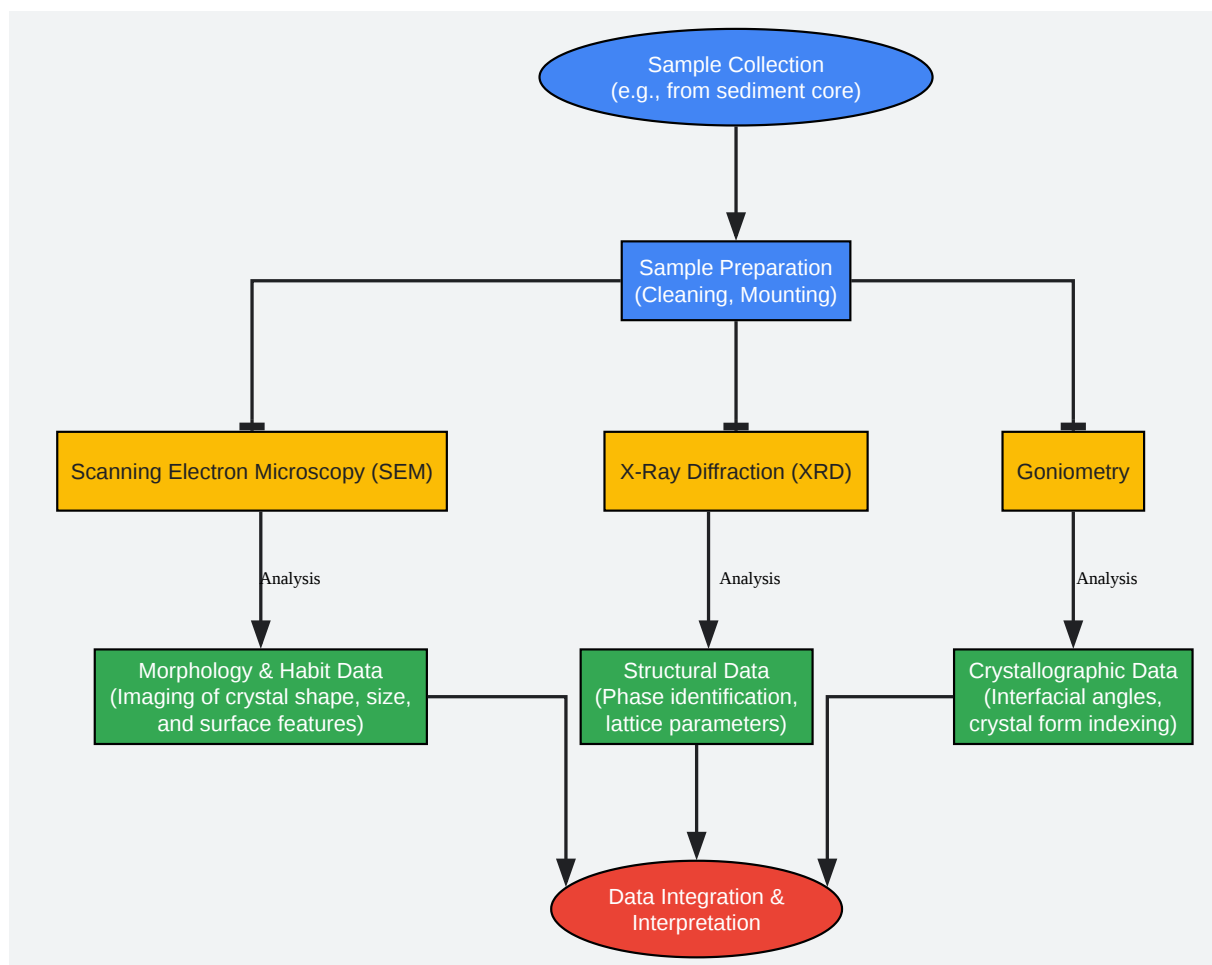 Sample Collection
(e.g., from sediment core)
Sample Preparation
(Cleaning, Mounting)
Scanning Electron Microscopy (SEM)
X-Ray Diffraction (XRD)
Goniometry
Analysis
Analysis
Analysis
Morphology & Habit Data
(Imaging of crystal shape, size,
and surface features)
Structural Data
(Phase identification,
lattice parameters)
Crystallographic Data
(Interfacial angles,
crystal form indexing)
Data Integration &
Interpretation